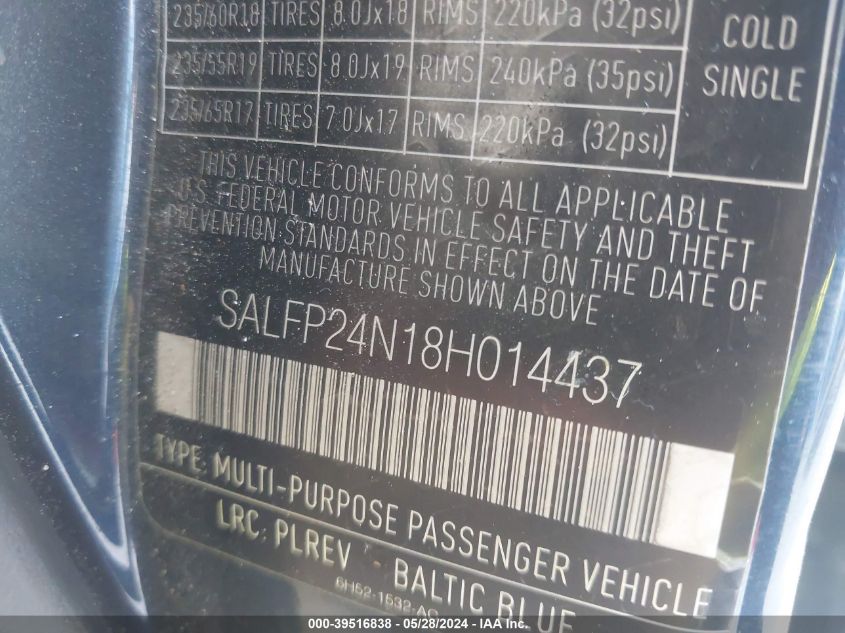 235/60R18 TIRES 8.0Jx18 RIMS 220kPa (32psi)
235/55R19 TIRES 8.0Jx19 RIMS 240kPa (35psi)
235/65R17 TIRES 7.0Jx17 RIMS 220kPa (32psi)
COLD
SINGLE
THIS VEHICLE CONFORMS TO ALL APPLICABLE
U.S. FEDERAL MOTOR VEHICLE SAFETY AND THEFT
PREVENTION STANDARDS IN EFFECT ON THE DATE OF
MANUFACTURE SHOWN ABOVE
SALFP24N18H014437
TYPE: MULTI-PURPOSE PASSENGER VEHICLE
LRC: PLREV BALTIC BLUE
6H52-1532-AC
000-39516838 - 05/28/2024 - IAA Inc.